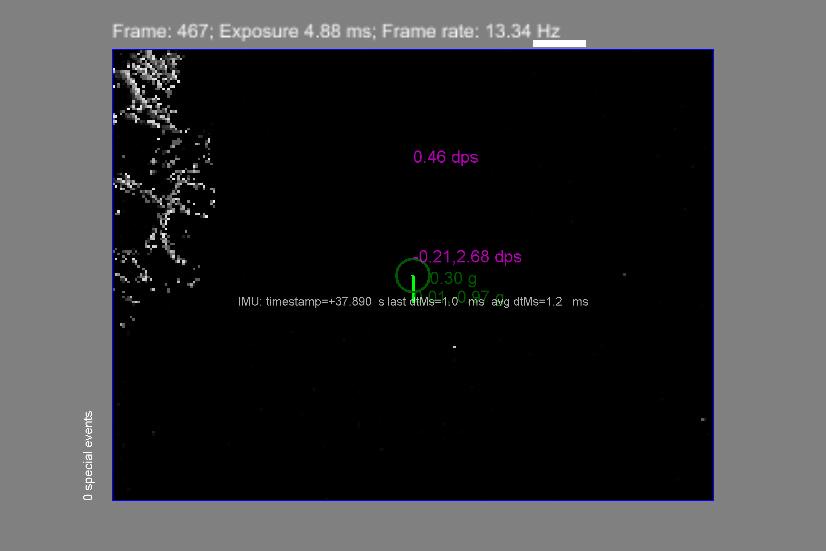 Frame: 467; Exposure 4.88 ms; Frame rate: 13.34 Hz
0.46 dps
-0.21,2.68 dps
0.30 g
0.97 g
IMU: timestamp=+37.890 s last dtMs=1.0 ms avg dtMs=1.2 ms
0 special events